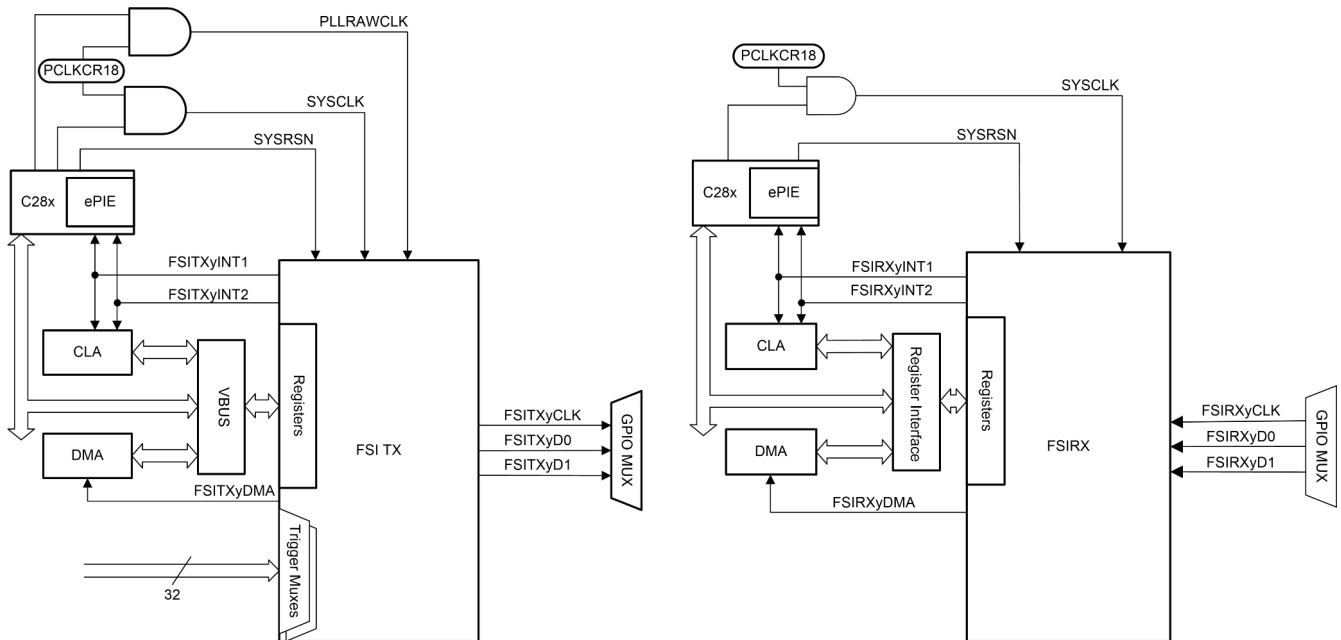 PLLRAWCLK
PCLKCR18
SYSCLK
SYSRSN
C28x
ePIE
FSITXyINT1
FSITXyINT2
CLA
VBUS
Registers
FSI TX
FSITXyCLK
FSITXyD0
FSITXyD1
GPIO MUX
DMA
FSITXyDMA
Trigger Muxes
32
PCLKCR18
SYSCLK
SYSRSN
C28x
ePIE
FSIRXyINT1
FSIRXyINT2
CLA
Register Interface
Registers
FSIRX
FSIRXyCLK
FSIRXyD0
FSIRXyD1
GPIO MUX
DMA
FSIRXyDMA